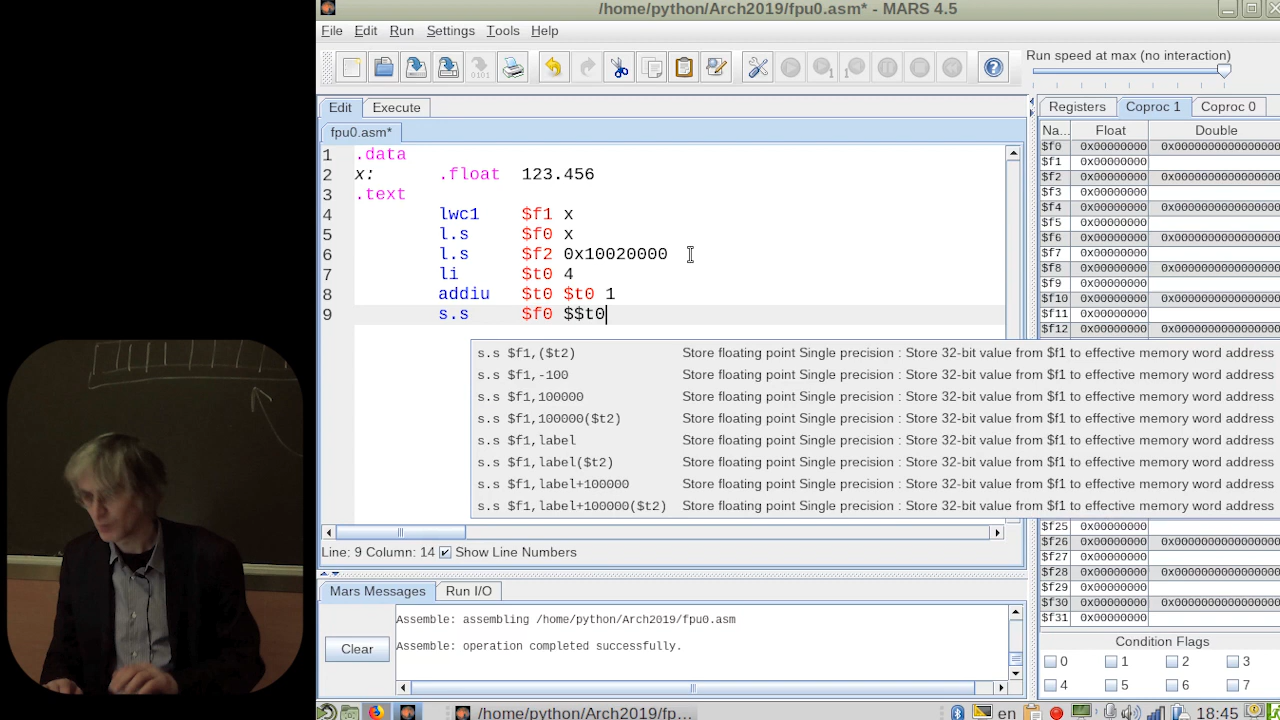 /home/python/Arch2019/fpu0.asm* - MARS 4.5
File Edit Run Settings Tools Help
Run speed at max (no interaction)
Edit Execute
Registers Coproc 1 Coproc 0
fpu0.asm*
Na... Float Double
1 .data
2 x: .float 123.456
3 .text
4 lwc1 $f1 x
5 l.s $f0 x
6 l.s $f2 0x10020000
7 li $t0 4
8 addiu $t0 $t0 1
9 s.s $f0 $$t0
$f0 0x00000000 0x000000000000000
$f1 0x00000000
$f2 0x00000000 0x000000000000000
$f3 0x00000000
$f4 0x00000000 0x000000000000000
$f5 0x00000000
$f6 0x00000000 0x000000000000000
$f7 0x00000000
$f8 0x00000000 0x000000000000000
$f9 0x00000000
$f10 0x00000000 0x000000000000000
$f11 0x00000000
$f12 0x00000000 0x000000000000000
s.s $f1,($t2) Store floating point Single precision : Store 32-bit value from $f1 to effective memory word address
s.s $f1,-100 Store floating point Single precision : Store 32-bit value from $f1 to effective memory word address
s.s $f1,100000 Store floating point Single precision : Store 32-bit value from $f1 to effective memory word address
s.s $f1,100000($t2) Store floating point Single precision : Store 32-bit value from $f1 to effective memory word address
s.s $f1,label Store floating point Single precision : Store 32-bit value from $f1 to effective memory word address
s.s $f1,label($t2) Store floating point Single precision : Store 32-bit value from $f1 to effective memory word address
s.s $f1,label+100000 Store floating point Single precision : Store 32-bit value from $f1 to effective memory word address
s.s $f1,label+100000($t2) Store floating point Single precision : Store 32-bit value from $f1 to effective memory word address
$f25 0x00000000
$f26 0x00000000 0x000000000000000
$f27 0x00000000
$f28 0x00000000 0x000000000000000
$f29 0x00000000
$f30 0x00000000 0x000000000000000
$f31 0x00000000
Line: 9 Column: 14 Show Line Numbers
Mars Messages Run I/O
Assemble: assembling /home/python/Arch2019/fpu0.asm
Assemble: operation completed successfully.
Clear
Condition Flags
0 1 2 3
4 5 6 7
/home/python/Arch2019/fp...
en
18:45